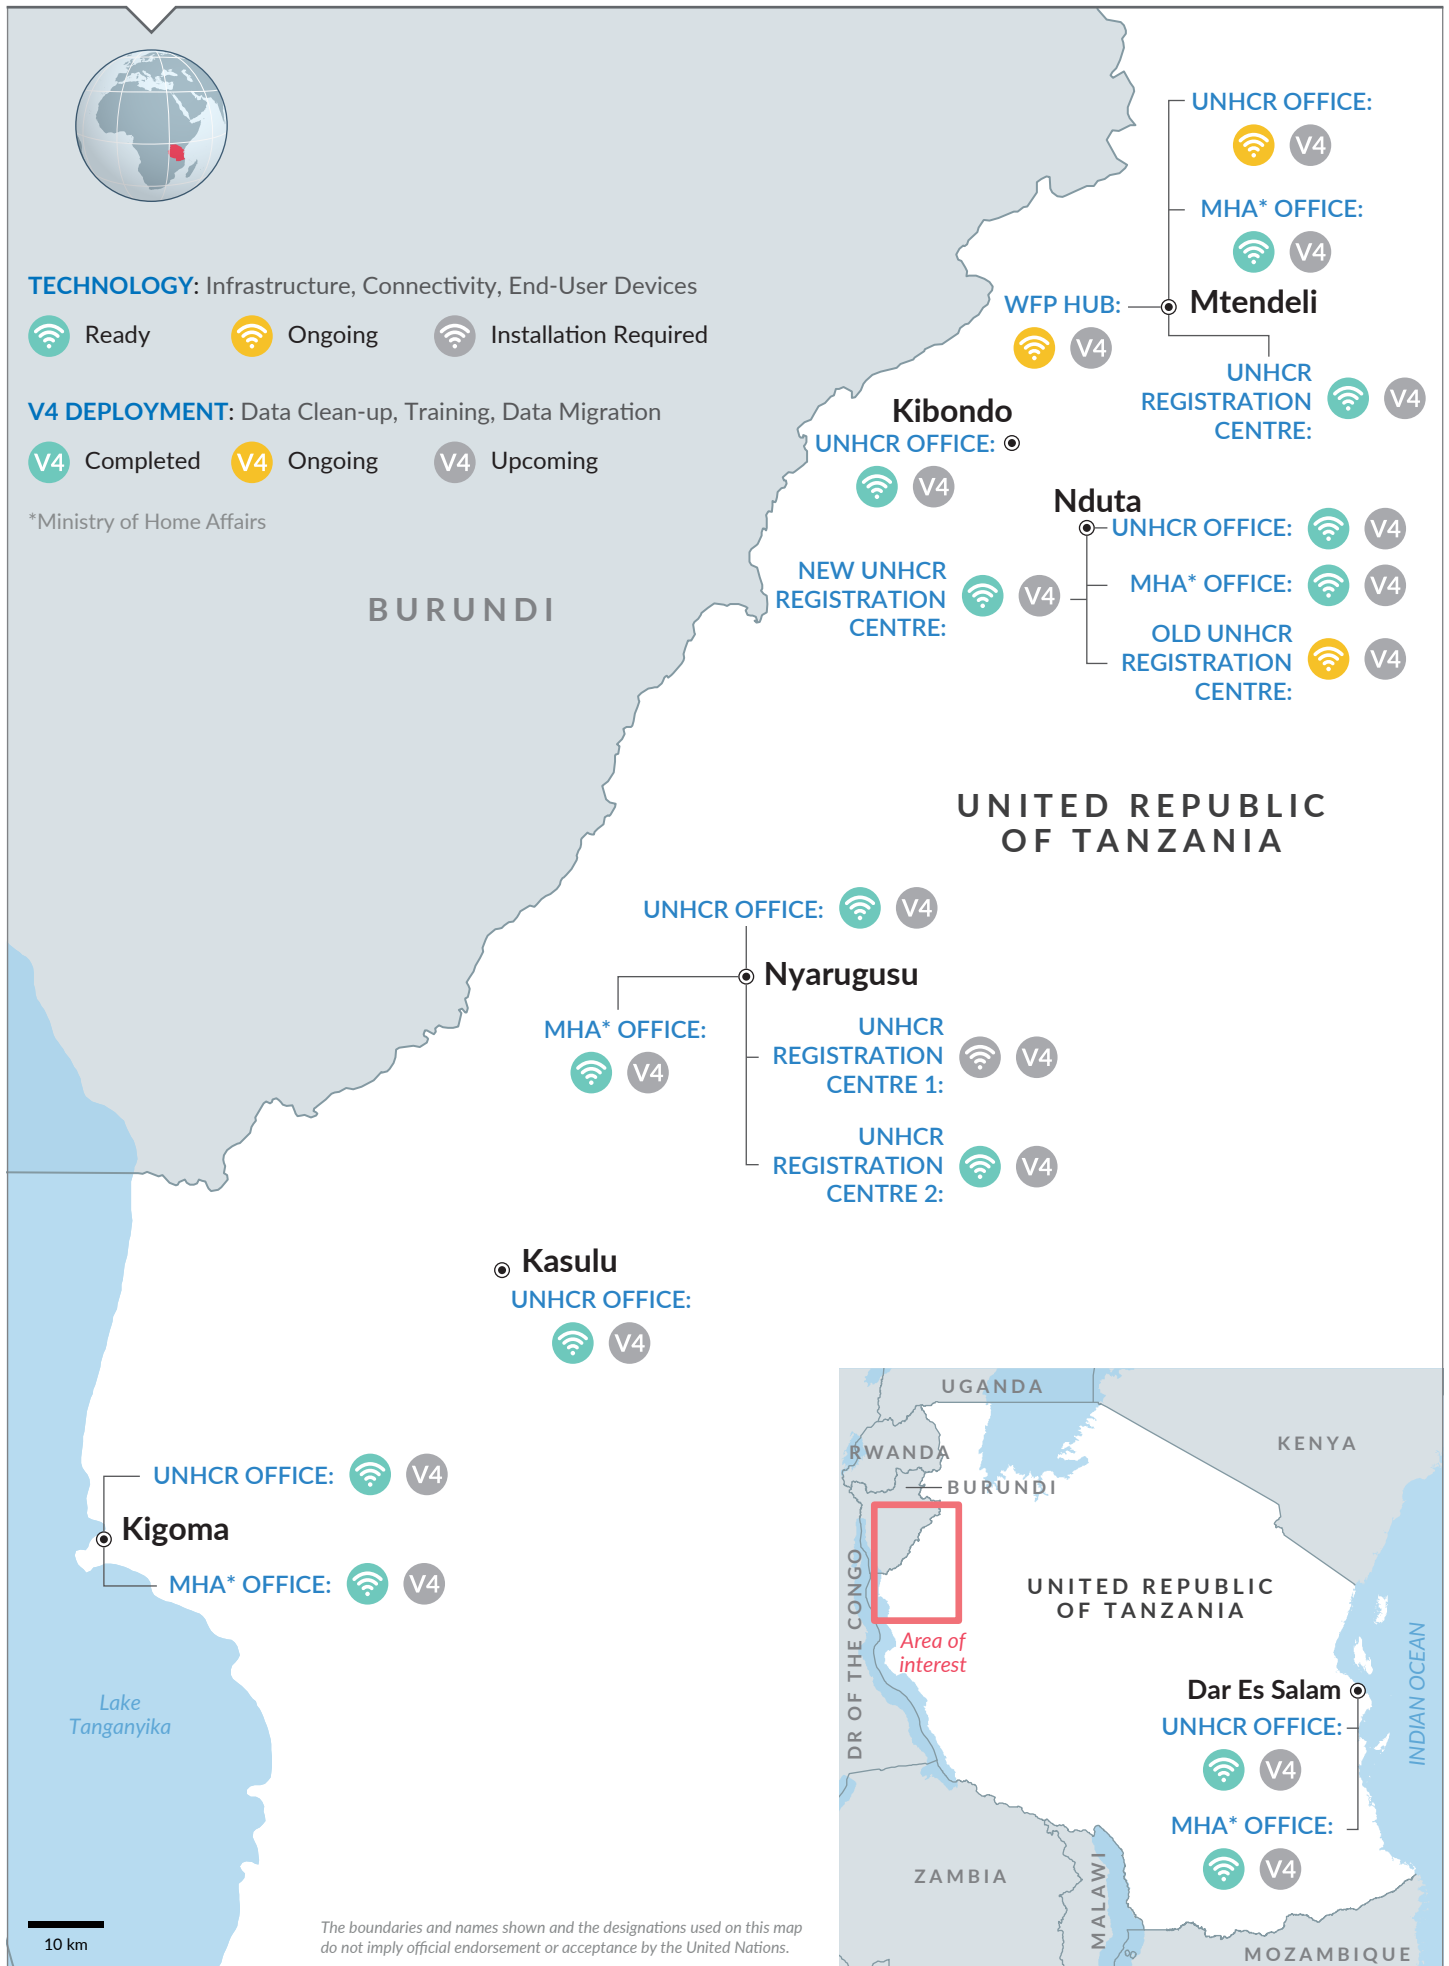 TECHNOLOGY: Infrastructure, Connectivity, End-User Devices
Ready
Ongoing
Installation Required
V4 DEPLOYMENT: Data Clean-up, Training, Data Migration
V4 Completed
V4 Ongoing
V4 Upcoming
*Ministry of Home Affairs
BURUNDI
UNHCR OFFICE:
V4
MHA* OFFICE:
V4
Mtendeli
WFP HUB:
V4
UNHCR
REGISTRATION
CENTRE:
V4
Kibondo
UNHCR OFFICE:
V4
Nduta
UNHCR OFFICE:
V4
MHA* OFFICE:
V4
OLD UNHCR
REGISTRATION
CENTRE:
V4
NEW UNHCR
REGISTRATION
CENTRE:
V4
UNITED REPUBLIC
OF TANZANIA
UNHCR OFFICE:
V4
Nyarugusu
MHA* OFFICE:
V4
UNHCR
REGISTRATION
CENTRE 1:
V4
UNHCR
REGISTRATION
CENTRE 2:
V4
Kasulu
UNHCR OFFICE:
V4
UNHCR OFFICE:
V4
Kigoma
MHA* OFFICE:
V4
Lake
Tanganyika
10 km
The boundaries and names shown and the designations used on this map
do not imply official endorsement or acceptance by the United Nations.
UGANDA
KENYA
RWANDA
BURUNDI
DR OF THE CONGO
UNITED REPUBLIC
OF TANZANIA
Area of
interest
Dar Es Salam
UNHCR OFFICE:
V4
MHA* OFFICE:
V4
INDIAN OCEAN
ZAMBIA
MALAWI
MOZAMBIQUE